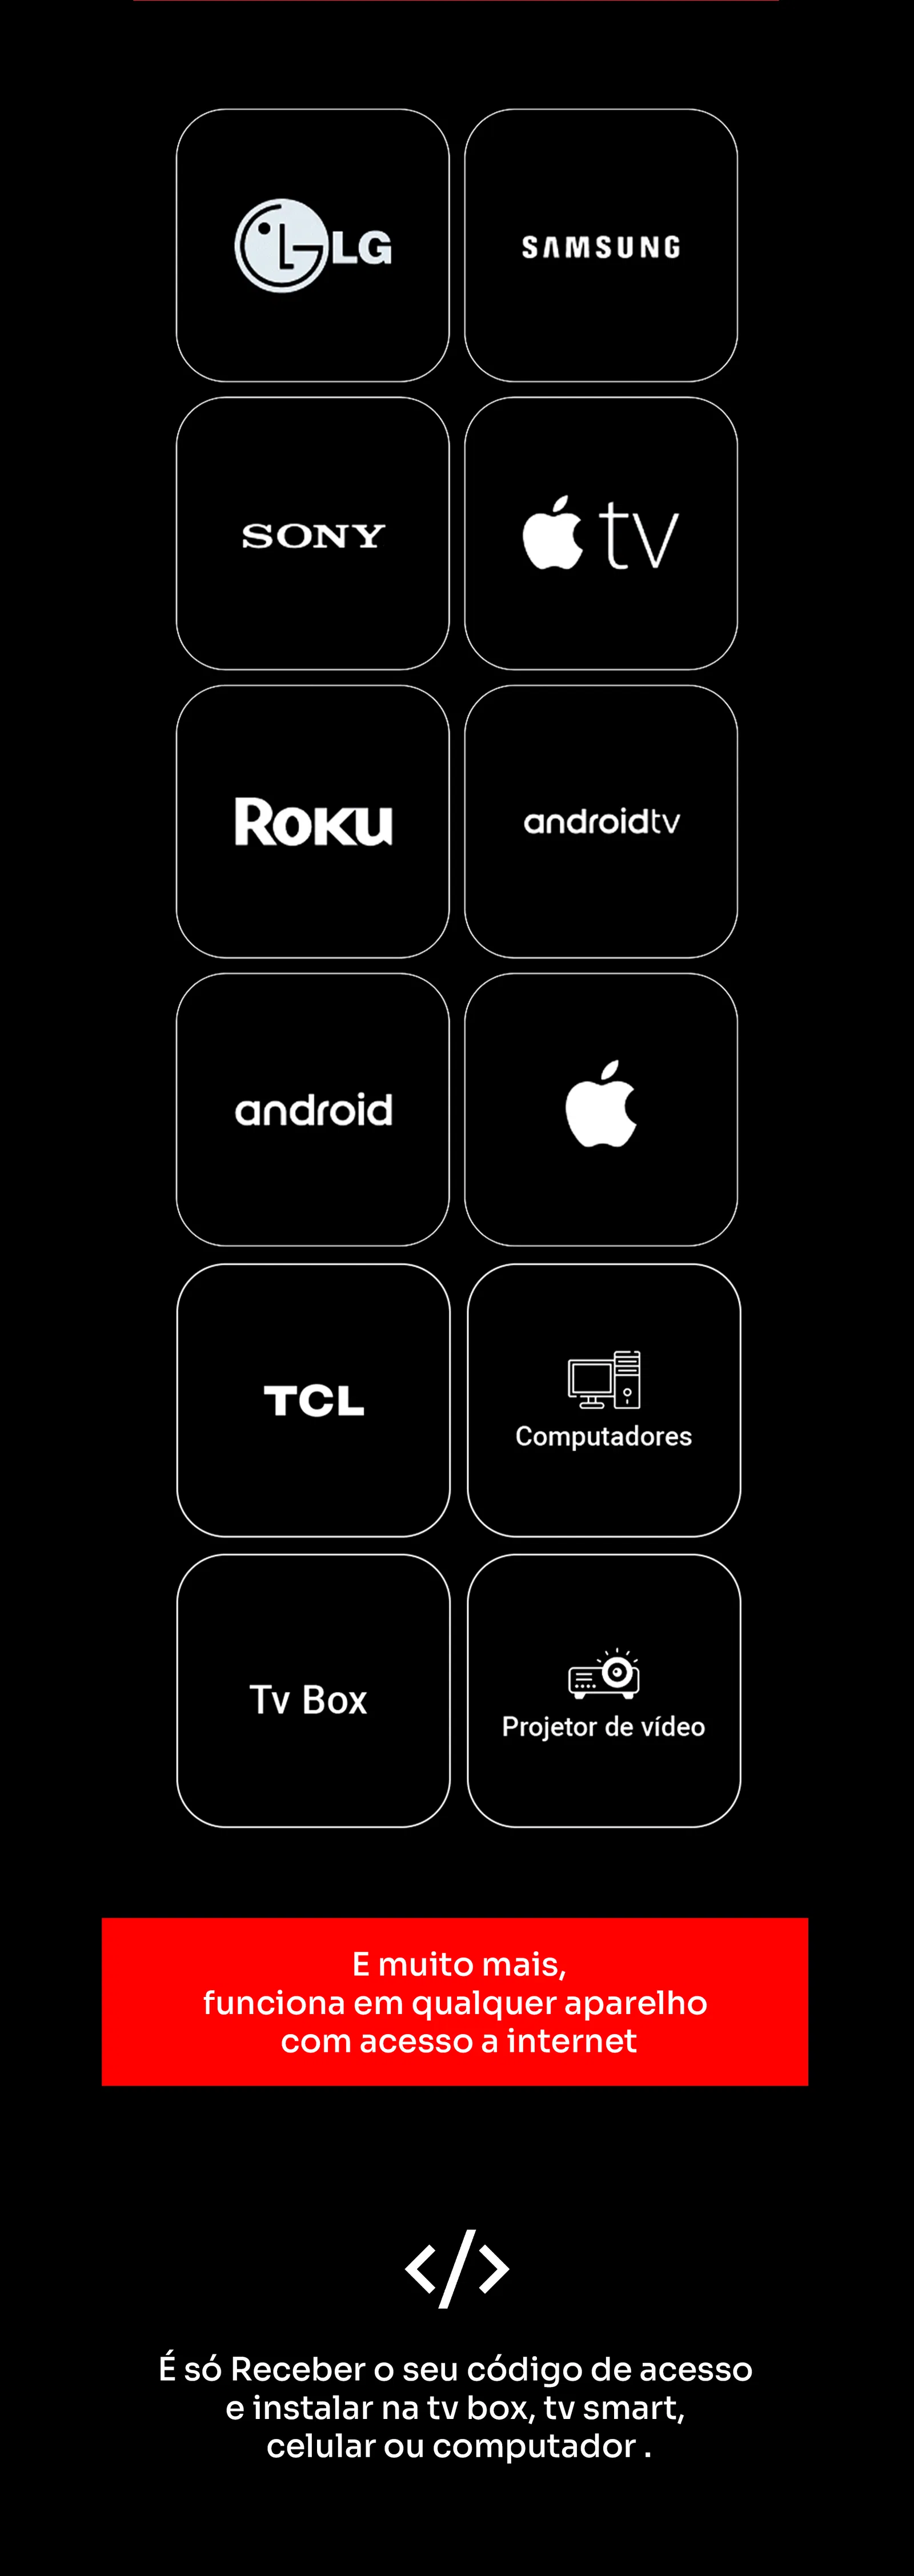 LG
SAMSUNG
SONY
tv
ROKU
androidtv
android
TCL
Computadores
Tv Box
Projetor de vídeo
E muito mais,
funciona em qualquer aparelho
com acesso a internet
</>
É só Receber o seu código de acesso
e instalar na tv box, tv smart,
celular ou computador .